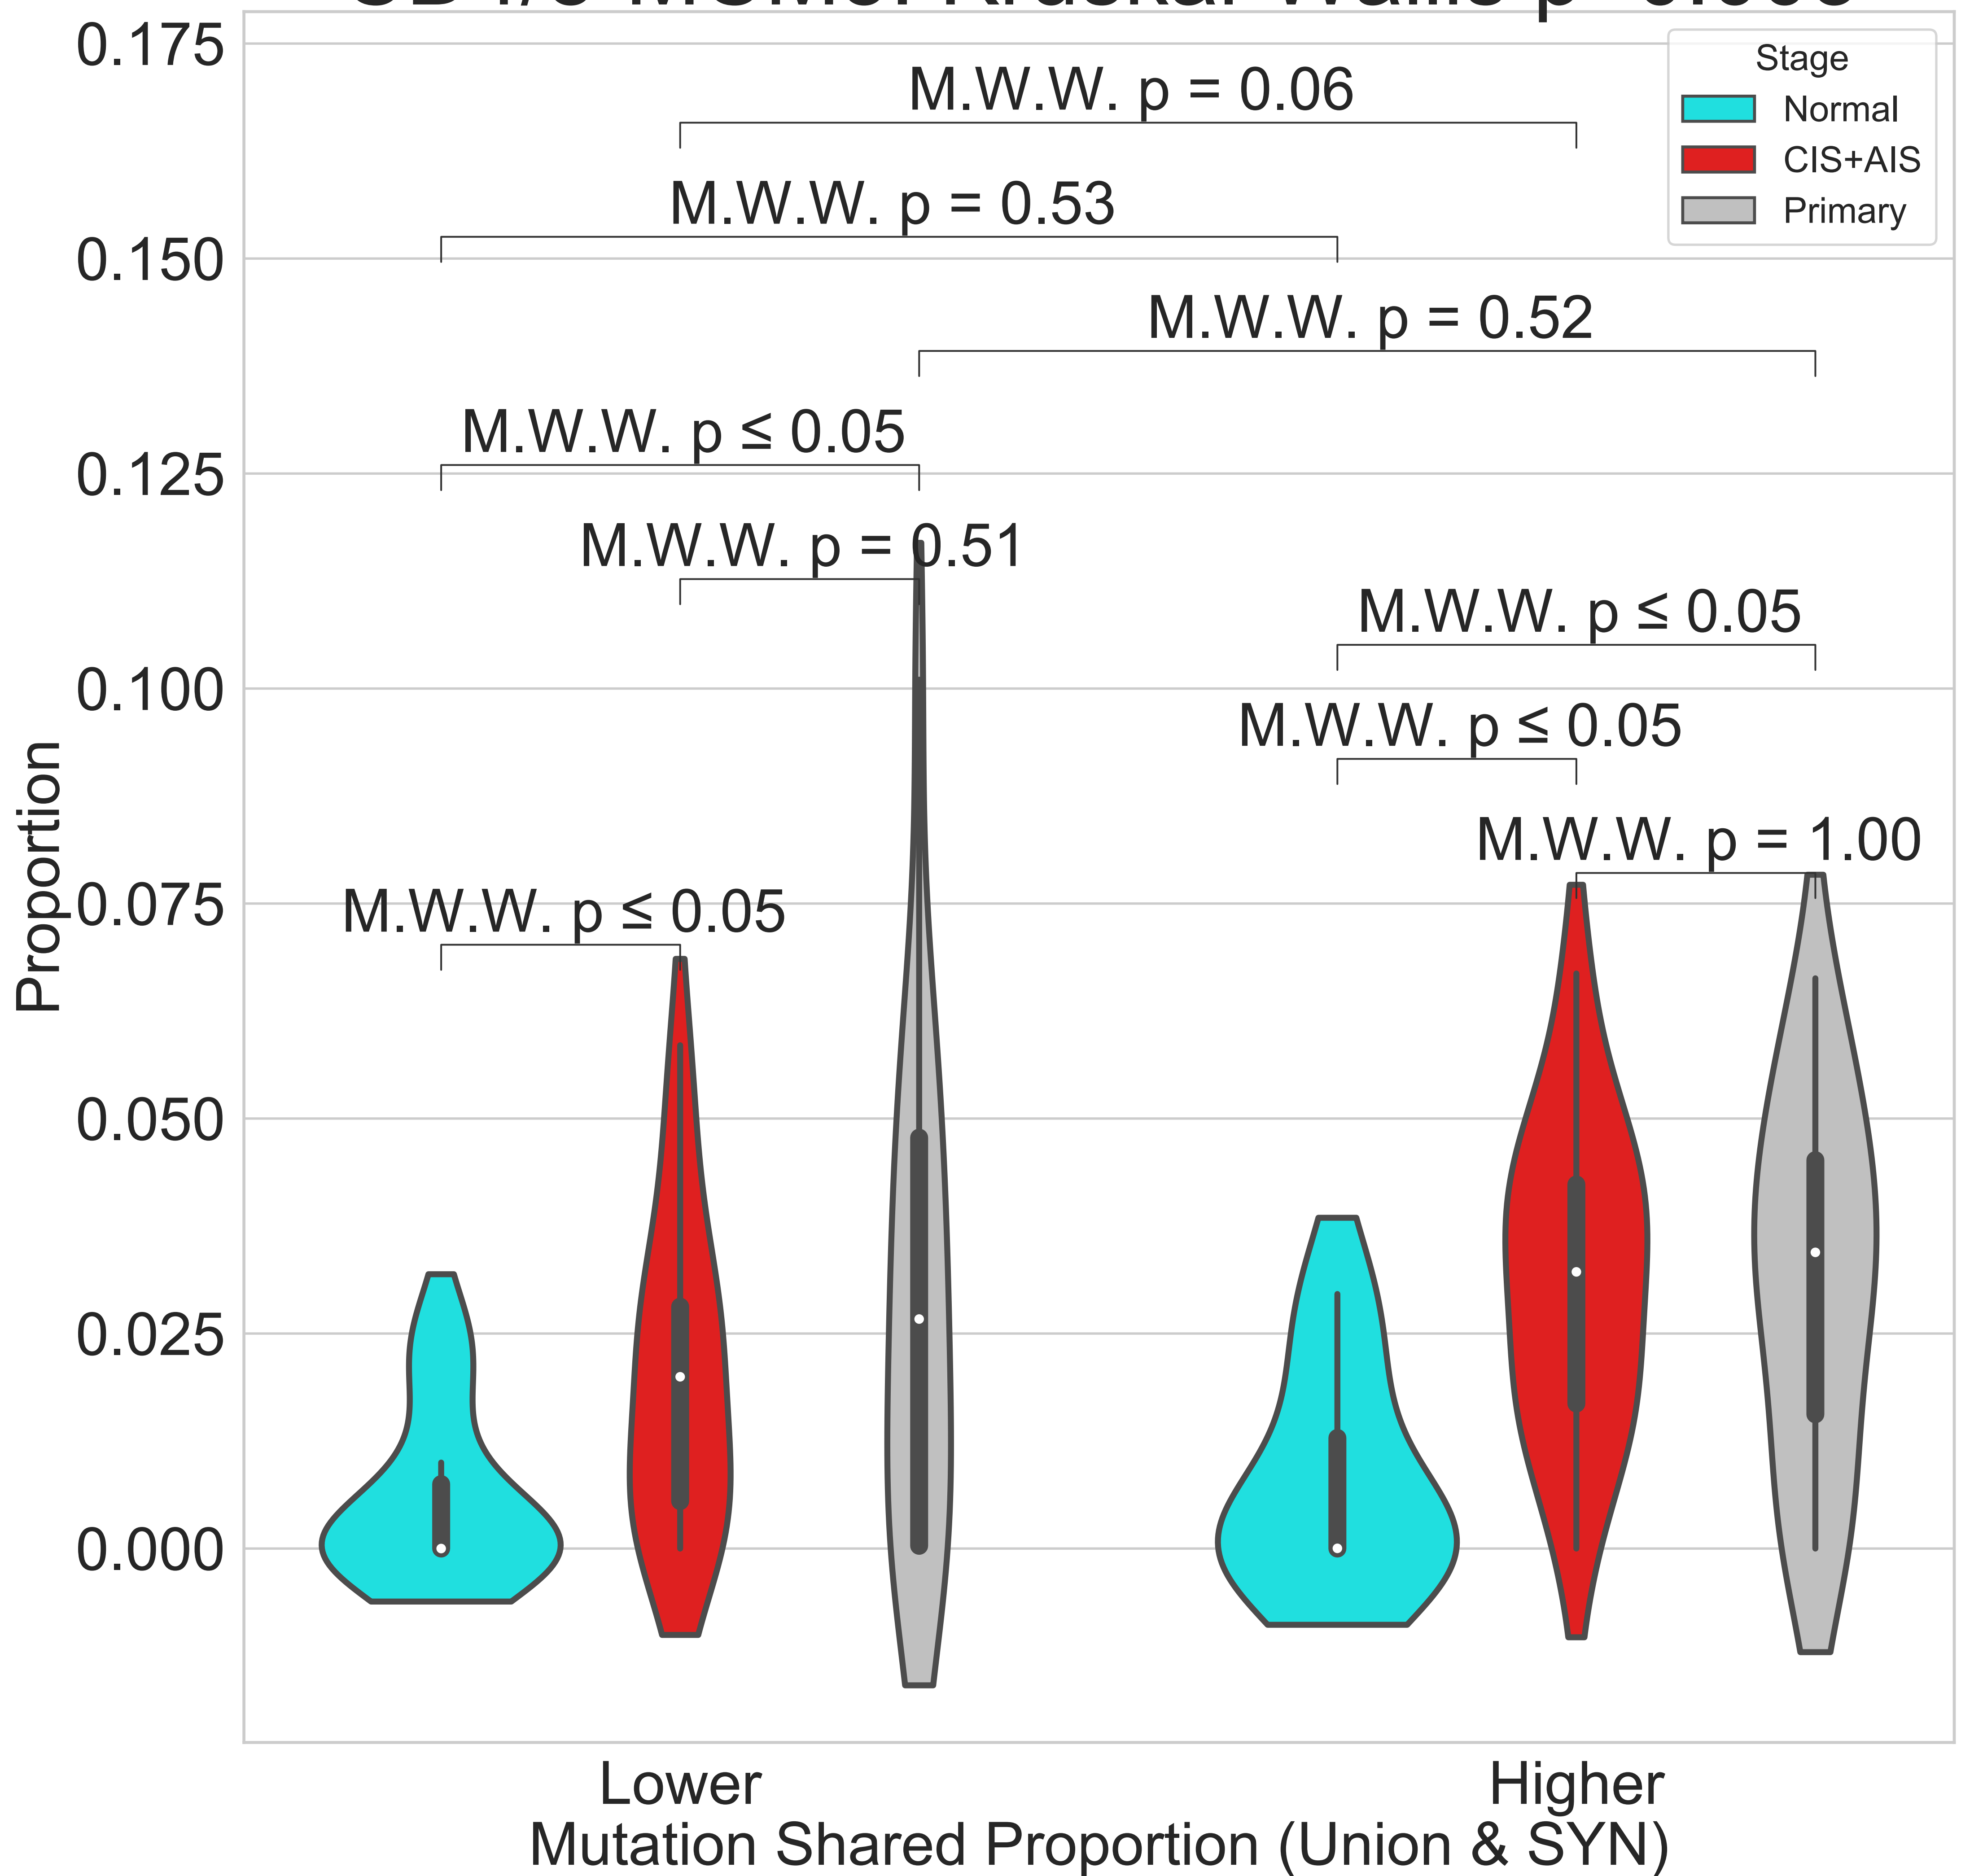 0.175
0.150
0.125
0.100
0.075
0.050
0.025
0.000
Proportion
Stage
Normal
CIS+AIS
Primary
M.W.W. p = 0.06
M.W.W. p = 0.53
M.W.W. p = 0.52
M.W.W. p ≤ 0.05
M.W.W. p = 0.51
M.W.W. p ≤ 0.05
M.W.W. p ≤ 0.05
M.W.W. p = 1.00
M.W.W. p ≤ 0.05
Lower
Higher
Mutation Shared Proportion (Union & SYN)